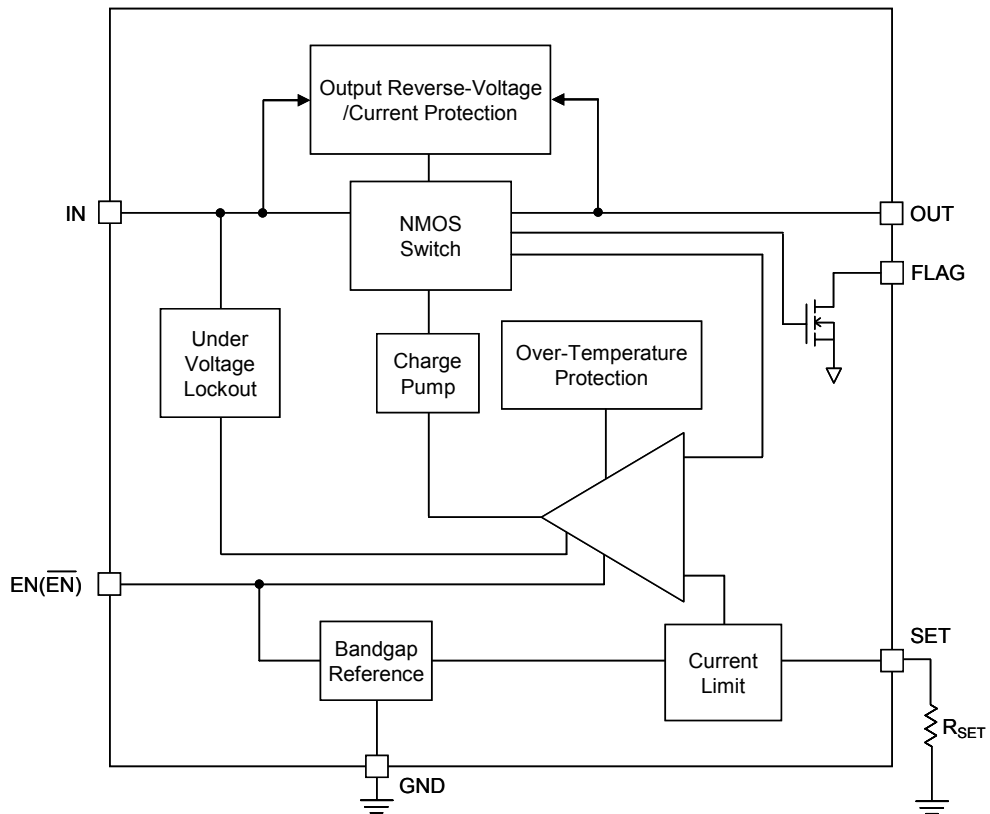 Output Reverse-Voltage
/Current Protection
IN
NMOS
Switch
OUT
FLAG
Under
Voltage
Lockout
Charge
Pump
Over-Temperature
Protection
EN(E̅N̅)
Bandgap
Reference
Current
Limit
SET
RSET
GND